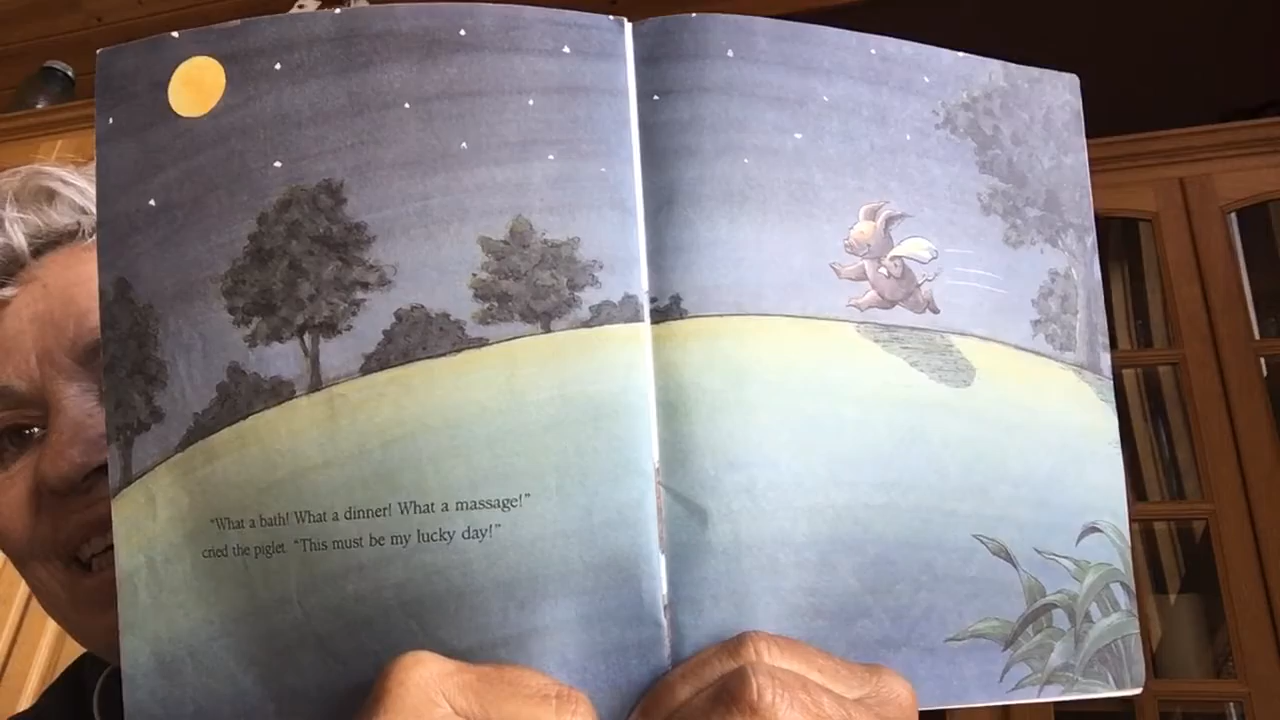 "What a bath! What a dinner! What a massage!"
cried the piglet. "This must be my lucky day!"